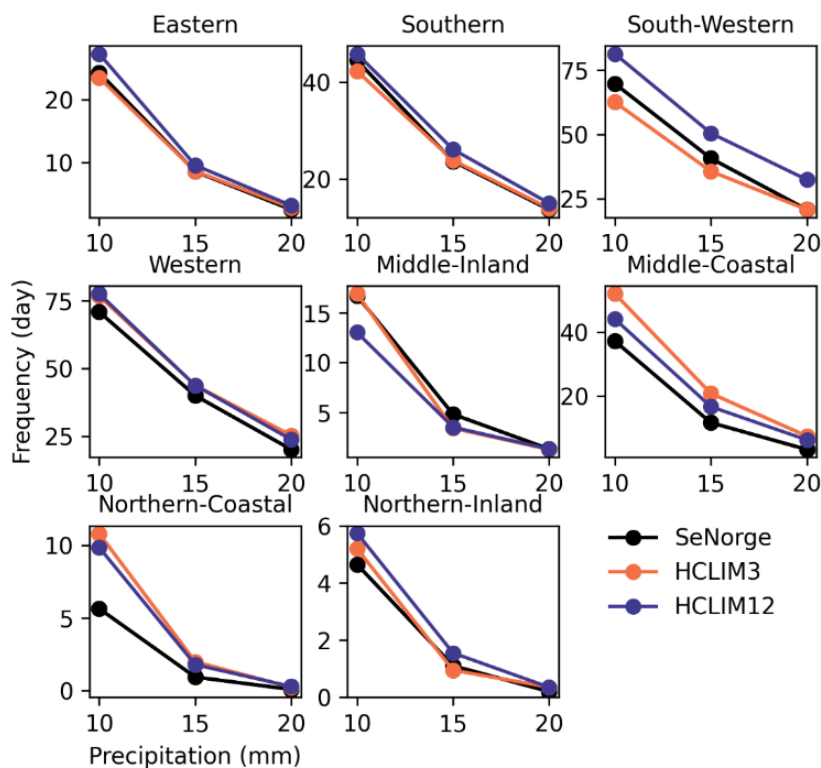 Eastern Southern South-Western
20
10
40
20
75
50
25
10 15 20 10 15 20 10 15 20
Western Middle-Inland Middle-Coastal
Frequency (day)
75
50
25
15
10
5
40
20
10 15 20 10 15 20 10 15 20
Northern-Coastal Northern-Inland
10
5
0
6
4
2
0
10 15 20 10 15 20
Precipitation (mm)
SeNorge
HCLIM3
HCLIM12